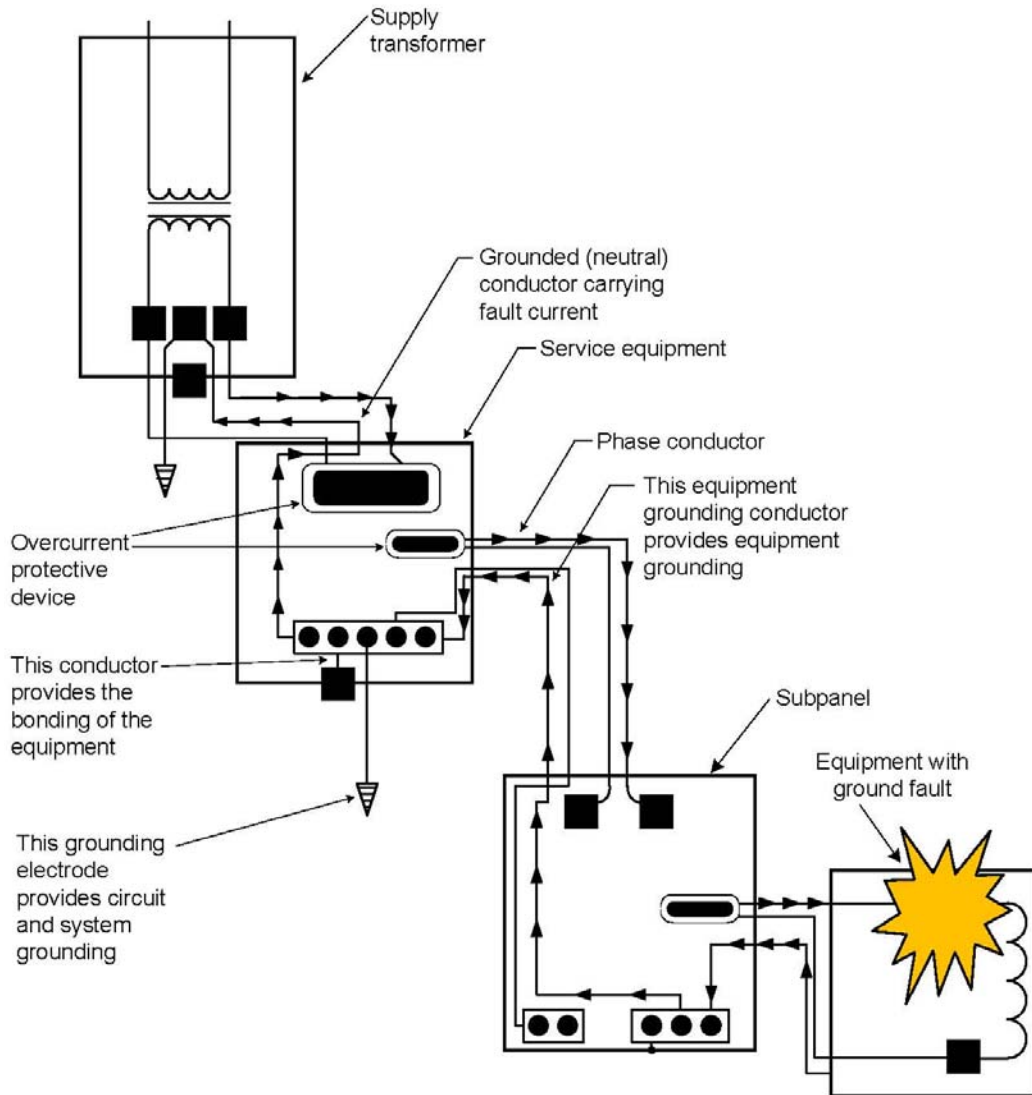 Supply
transformer
Grounded (neutral)
conductor carrying
fault current
Service equipment
Phase conductor
This equipment
grounding conductor
provides equipment
grounding
Overcurrent
protective
device
This conductor
provides the
bonding of the
equipment
Subpanel
Equipment with
ground fault
This grounding
electrode
provides circuit
and system
grounding